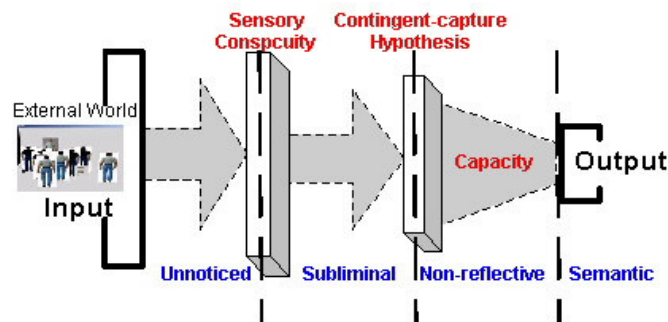 Sensory
Conspcuity
Contingent-capture
Hypothesis
External World
Input
Capacity
Output
Unnoticed
Subliminal
Non-reflective
Semantic